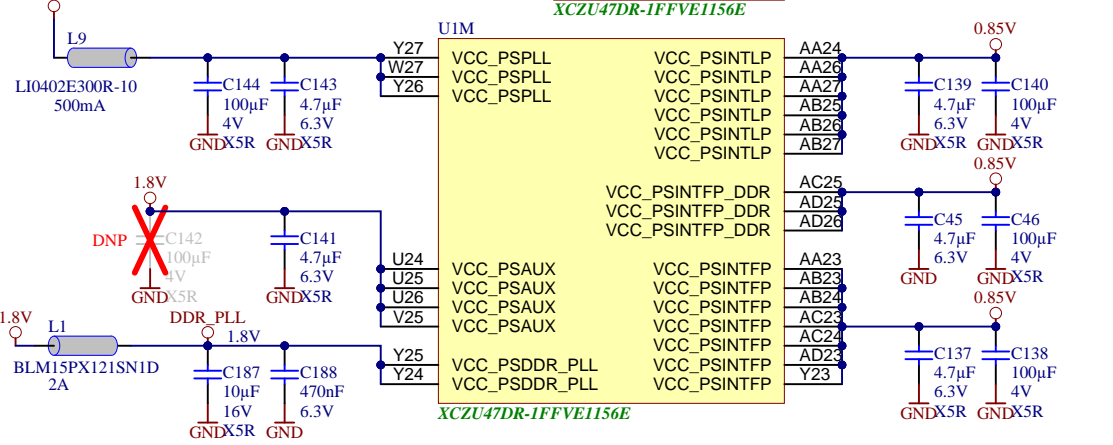 XCZU47DR-1FFVE1156E
U1M
L9
LI0402E300R-10
500mA
C144
100µF
4V
X5R
GND
C143
4.7µF
6.3V
X5R
GND
Y27
W27
Y26
VCC_PSPLL
VCC_PSPLL
VCC_PSPLL
1.8V
DNP
C142
100µF
4V
X5R
GND
C141
4.7µF
6.3V
X5R
GND
U24
U25
U26
V25
VCC_PSAUX
VCC_PSAUX
VCC_PSAUX
VCC_PSAUX
1.8V
L1
BLM15PX121SN1D
2A
DDR_PLL
1.8V
C187
10µF
16V
X5R
GND
C188
470nF
6.3V
GND
Y25
Y24
VCC_PSDDR_PLL
VCC_PSDDR_PLL
VCC_PSINTLP
VCC_PSINTLP
VCC_PSINTLP
VCC_PSINTLP
VCC_PSINTLP
VCC_PSINTLP
AA24
AA26
AA27
AB25
AB26
AB27
0.85V
C139
4.7µF
6.3V
X5R
GND
C140
100µF
4V
X5R
GND
VCC_PSINTFP_DDR
VCC_PSINTFP_DDR
VCC_PSINTFP_DDR
AC25
AD25
AD26
0.85V
C45
4.7µF
6.3V
GND
C46
100µF
4V
X5R
GND
VCC_PSINTFP
VCC_PSINTFP
VCC_PSINTFP
VCC_PSINTFP
VCC_PSINTFP
VCC_PSINTFP
VCC_PSINTFP
AA23
AB23
AB24
AC23
AC24
AD23
Y23
0.85V
C137
4.7µF
6.3V
X5R
GND
C138
100µF
4V
X5R
GND
XCZU47DR-1FFVE1156E